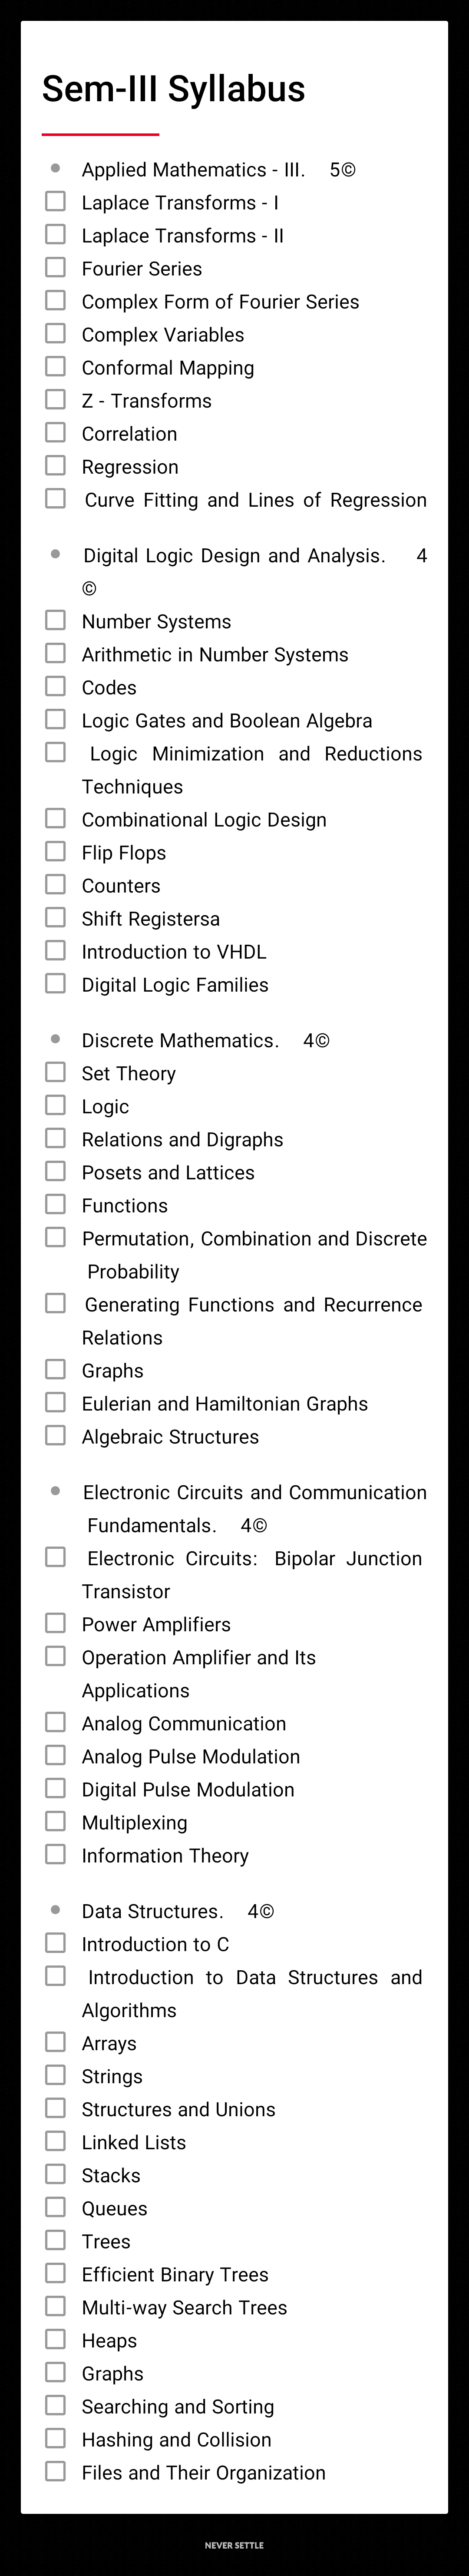 Sem-III Syllabus
Applied Mathematics - III. 5©
Laplace Transforms - I
Laplace Transforms - II
Fourier Series
Complex Form of Fourier Series
Complex Variables
Conformal Mapping
Z - Transforms
Correlation
Regression
Curve Fitting and Lines of Regression
Digital Logic Design and Analysis. 4
©
Number Systems
Arithmetic in Number Systems
Codes
Logic Gates and Boolean Algebra
Logic Minimization and Reductions
Techniques
Combinational Logic Design
Flip Flops
Counters
Shift Registersa
Introduction to VHDL
Digital Logic Families
Discrete Mathematics. 4©
Set Theory
Logic
Relations and Digraphs
Posets and Lattices
Functions
Permutation, Combination and Discrete
Probability
Generating Functions and Recurrence
Relations
Graphs
Eulerian and Hamiltonian Graphs
Algebraic Structures
Electronic Circuits and Communication
Fundamentals. 4©
Electronic Circuits: Bipolar Junction
Transistor
Power Amplifiers
Operation Amplifier and Its
Applications
Analog Communication
Analog Pulse Modulation
Digital Pulse Modulation
Multiplexing
Information Theory
Data Structures. 4©
Introduction to C
Introduction to Data Structures and
Algorithms
Arrays
Strings
Structures and Unions
Linked Lists
Stacks
Queues
Trees
Efficient Binary Trees
Multi-way Search Trees
Heaps
Graphs
Searching and Sorting
Hashing and Collision
Files and Their Organization
NEVER SETTLE